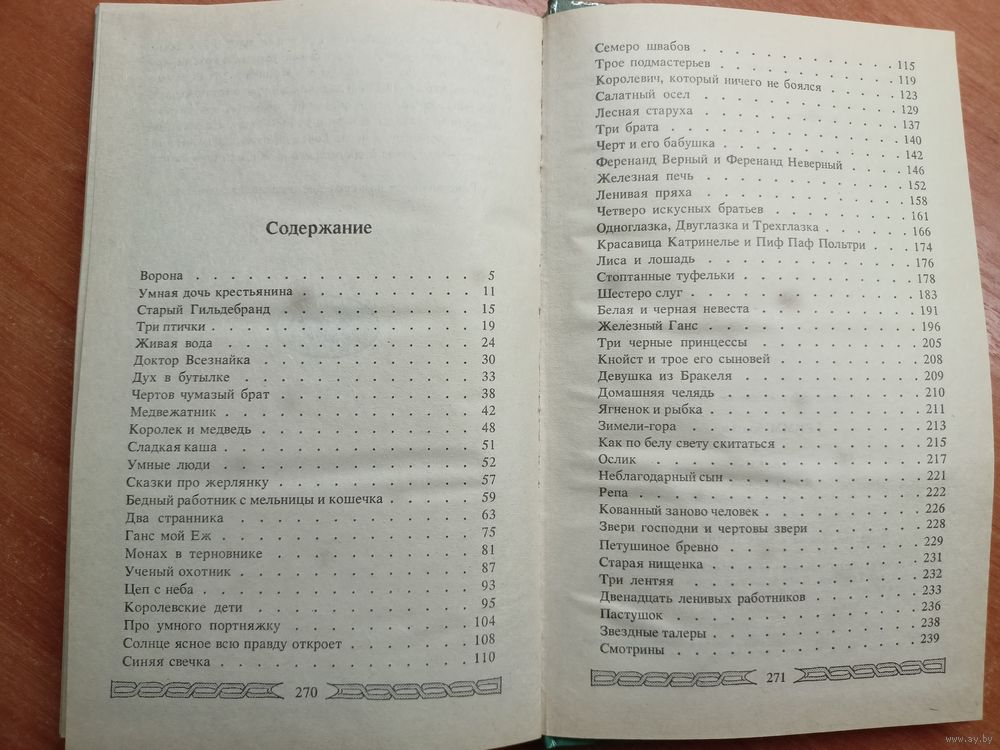 Содержание
Ворона . . . . . . . . . . . . . . . . 5
Умная дочь крестьянина . . . . . . . . . . 11
Старый Гильдебранд . . . . . . . . . . . 15
Три птички . . . . . . . . . . . . . . . 19
Живая вода . . . . . . . . . . . . . . . 24
Доктор Всезнайка . . . . . . . . . . . . 30
Дух в бутылке . . . . . . . . . . . . . 33
Чертов чумазый брат . . . . . . . . . . . 38
Медвежатник . . . . . . . . . . . . . . 42
Королек и медведь . . . . . . . . . . . . 48
Сладкая каша . . . . . . . . . . . . . . 51
Умные люди . . . . . . . . . . . . . . 52
Сказки про жерлянку . . . . . . . . . . . 57
Бедный работник с мельницы и кошечка . . . . . 59
Два странника . . . . . . . . . . . . . 63
Ганс мой Еж . . . . . . . . . . . . . . 75
Монах в терновнике . . . . . . . . . . . 81
Ученый охотник . . . . . . . . . . . . . 87
Цеп с неба . . . . . . . . . . . . . . . 93
Королевские дети . . . . . . . . . . . . 95
Про умного портняжку . . . . . . . . . . 104
Солнце ясное всю правду откроет . . . . . . . 108
Синяя свечка . . . . . . . . . . . . . . 110
270
Семеро швабов . . . . . . . . . . . . . 115
Трое подмастерьев . . . . . . . . . . . . 119
Королевич, который ничего не боялся . . . . . 123
Салатный осел . . . . . . . . . . . . . 129
Лесная старуха . . . . . . . . . . . . . 137
Три брата . . . . . . . . . . . . . . . 140
Черт и его бабушка . . . . . . . . . . . 142
Ференанд Верный и Ференанд Неверный . . . . 146
Железная печь . . . . . . . . . . . . . 152
Ленивая пряха . . . . . . . . . . . . . 158
Четверо искусных братьев . . . . . . . . . 161
Одноглазка, Двуглазка и Трехглазка . . . . . . 166
Красавица Катринелье и Пиф Паф Польтри . . . 174
Лиса и лошадь . . . . . . . . . . . . . 176
Стоптанные туфельки . . . . . . . . . . . 178
Шестеро слуг . . . . . . . . . . . . . . 183
Белая и черная невеста . . . . . . . . . . 191
Железный Ганс . . . . . . . . . . . . . 196
Три черные принцессы . . . . . . . . . . 205
Кнойст и трое его сыновей . . . . . . . . . 208
Девушка из Бракеля . . . . . . . . . . . 209
Домашняя челядь . . . . . . . . . . . . 210
Ягненок и рыбка . . . . . . . . . . . . . 211
Зимели-гора . . . . . . . . . . . . . . 213
Как по белу свету скитаться . . . . . . . . . 215
Ослик . . . . . . . . . . . . . . . . 217
Неблагодарный сын . . . . . . . . . . . . 221
Репа . . . . . . . . . . . . . . . . . 222
Кованный заново человек . . . . . . . . . . 226
Звери господни и чертовы звери . . . . . . . 228
Петушиное бревно . . . . . . . . . . . . 229
Старая нищенка . . . . . . . . . . . . . 231
Три лентяя . . . . . . . . . . . . . . . 232
Двенадцать ленивых работников . . . . . . . 233
Пастушок . . . . . . . . . . . . . . . 236
Звездные талеры . . . . . . . . . . . . . 238
Смотрины . . . . . . . . . . . . . . . 239
271
www.ay.by